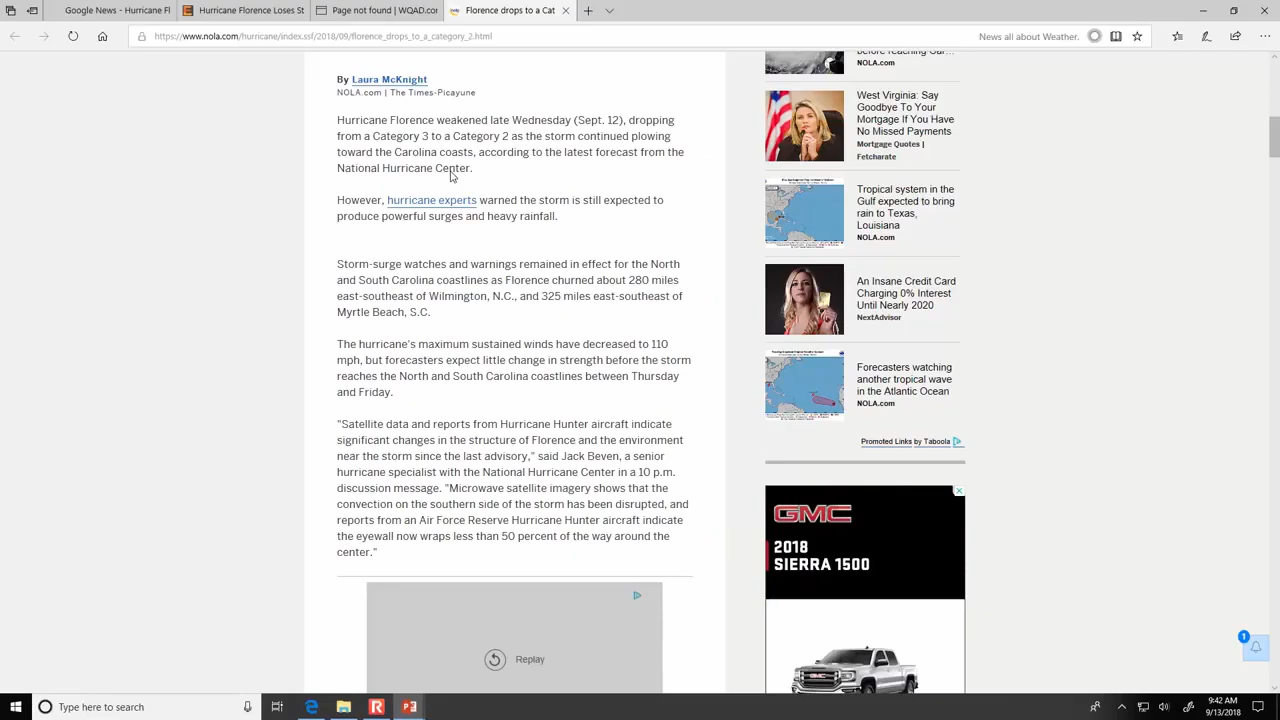 Google News - Hurricane Fl
Hurricane Florence Loses St
Page not found | WQAD.co
Florence drops to a Cat
https://www.nola.com/hurricane/index.ssf/2018/09/florence_drops_to_a_category_2.html
News all about Weather.
By Laura McKnight
NOLA.com | The Times-Picayune
Hurricane Florence weakened late Wednesday (Sept. 12), dropping
from a Category 3 to a Category 2 as the storm continued plowing
toward the Carolina coasts, according to the latest forecast from the
National Hurricane Center.
However, hurricane experts warned the storm is still expected to
produce powerful surges and heavy rainfall.
Storm-surge watches and warnings remained in effect for the North
and South Carolina coastlines as Florence churned about 280 miles
east-southeast of Wilmington, N.C., and 325 miles east-southeast of
Myrtle Beach, S.C.
The hurricane's maximum sustained winds have decreased to 110
mph, but forecasters expect little change in strength before the storm
reaches the North and South Carolina coastlines between Thursday
and Friday.
"Satellite data and reports from Hurricane Hunter aircraft indicate
significant changes in the structure of Florence and the environment
near the storm since the last advisory," said Jack Beven, a senior
hurricane specialist with the National Hurricane Center in a 10 p.m.
discussion message. "Microwave satellite imagery shows that the
convection on the southern side of the storm has been disrupted, and
reports from an Air Force Reserve Hurricane Hunter aircraft indicate
the eyewall now wraps less than 50 percent of the way around the
center."
Replay
before reaching Car...
NOLA.com
West Virginia: Say
Goodbye To Your
Mortgage If You Have
No Missed Payments
Mortgage Quotes |
Fetcharate
Tropical system in the
Gulf expected to bring
rain to Texas,
Louisiana
NOLA.com
An Insane Credit Card
Charging 0% Interest
Until Nearly 2020
NextAdvisor
Forecasters watching
another tropical wave
in the Atlantic Ocean
NOLA.com
Promoted Links by Taboola
GMC
2018
SIERRA 1500
1
Type here to search
9:42 AM
9/13/2018